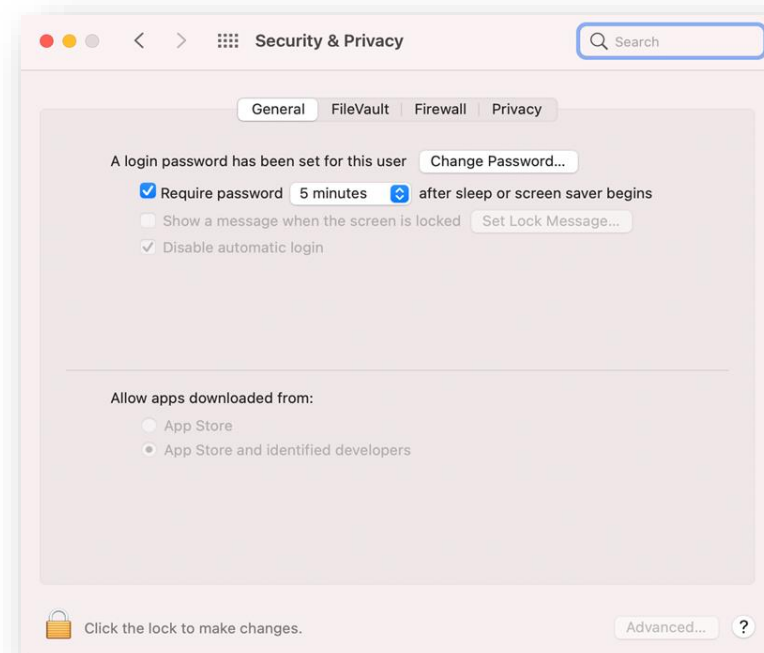 Security & Privacy
Search
General FileVault Firewall Privacy
A login password has been set for this user Change Password...
Require password 5 minutes after sleep or screen saver begins
Show a message when the screen is locked Set Lock Message...
Disable automatic login
Allow apps downloaded from:
App Store
App Store and identified developers
Click the lock to make changes. Advanced... ?